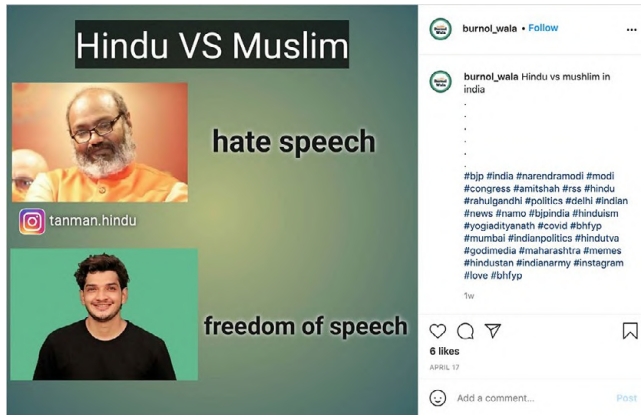 Hindu VS Muslim
hate speech
tanman.hindu
freedom of speech
burnol_wala • Follow
burnol_wala Hindu vs mushlim in
india
.
.
.
.
.
#bjp #india #narendramodi #modi
#congress #amitshah #rss #hindu
#rahulgandhi #politics #delhi #indian
#news #namo #bjpindia #hinduism
#yogiadityanath #covid #bhfyp
#mumbai #indianpolitics #hindutva
#godimedia #maharashtra #memes
#hindustan #indianarmy #instagram
#love #bhfyp
1w
6 likes
APRIL 17
Add a comment...
Post